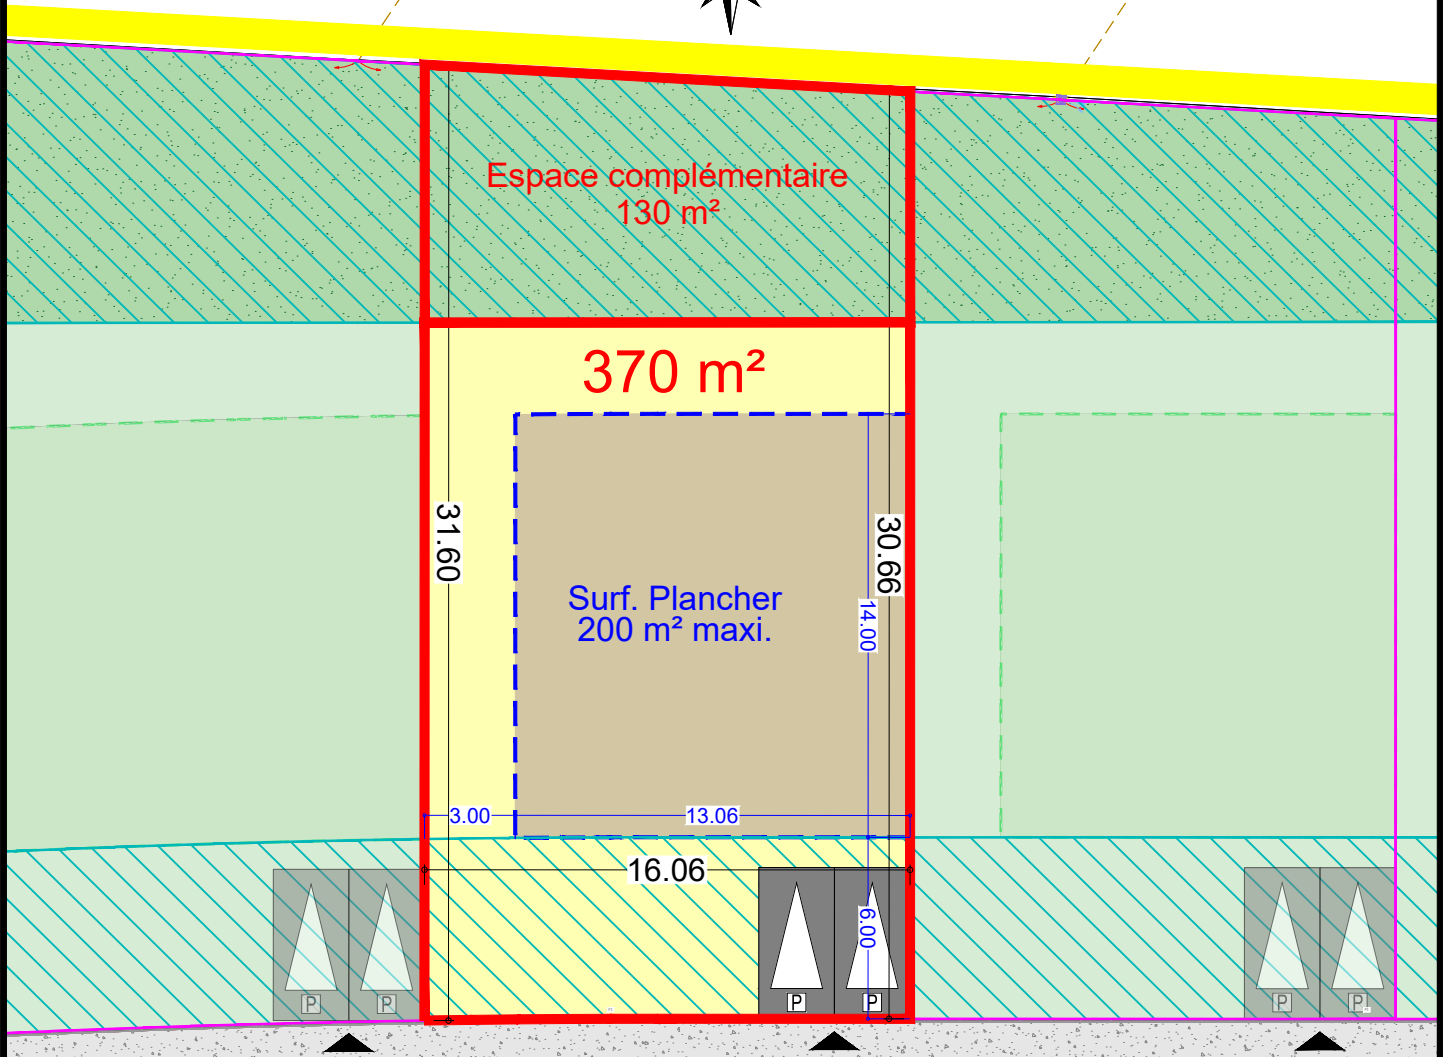 Espace complémentaire
130 m²
370 m²
31.60
30.66
Surf. Plancher
200 m² maxi.
14.00
3.00
13.06
16.06
6.00
P
P
P
P
P
P